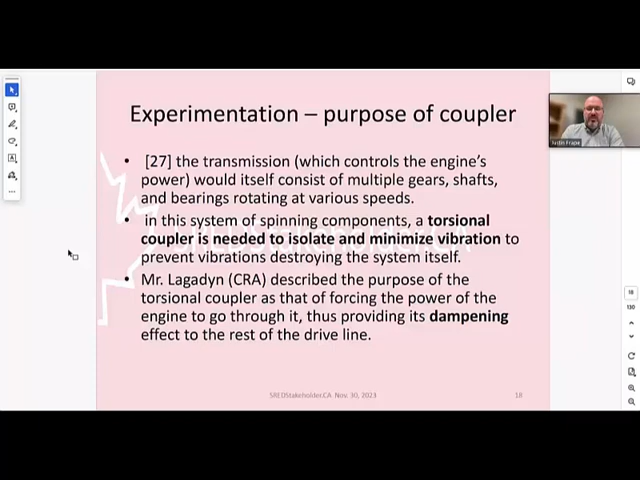 Experimentation – purpose of coupler
• [27] the transmission (which controls the engine's
power) would itself consist of multiple gears, shafts,
and bearings rotating at various speeds.
• in this system of spinning components, a torsional
coupler is needed to isolate and minimize vibration to
prevent vibrations destroying the system itself.
• Mr. Lagadyn (CRA) described the purpose of the
torsional coupler as that of forcing the power of the
engine to go through it, thus providing its dampening
effect to the rest of the drive line.
SREDStakeholder.CA Nov. 30, 2023
18
Justin Frape
18
130